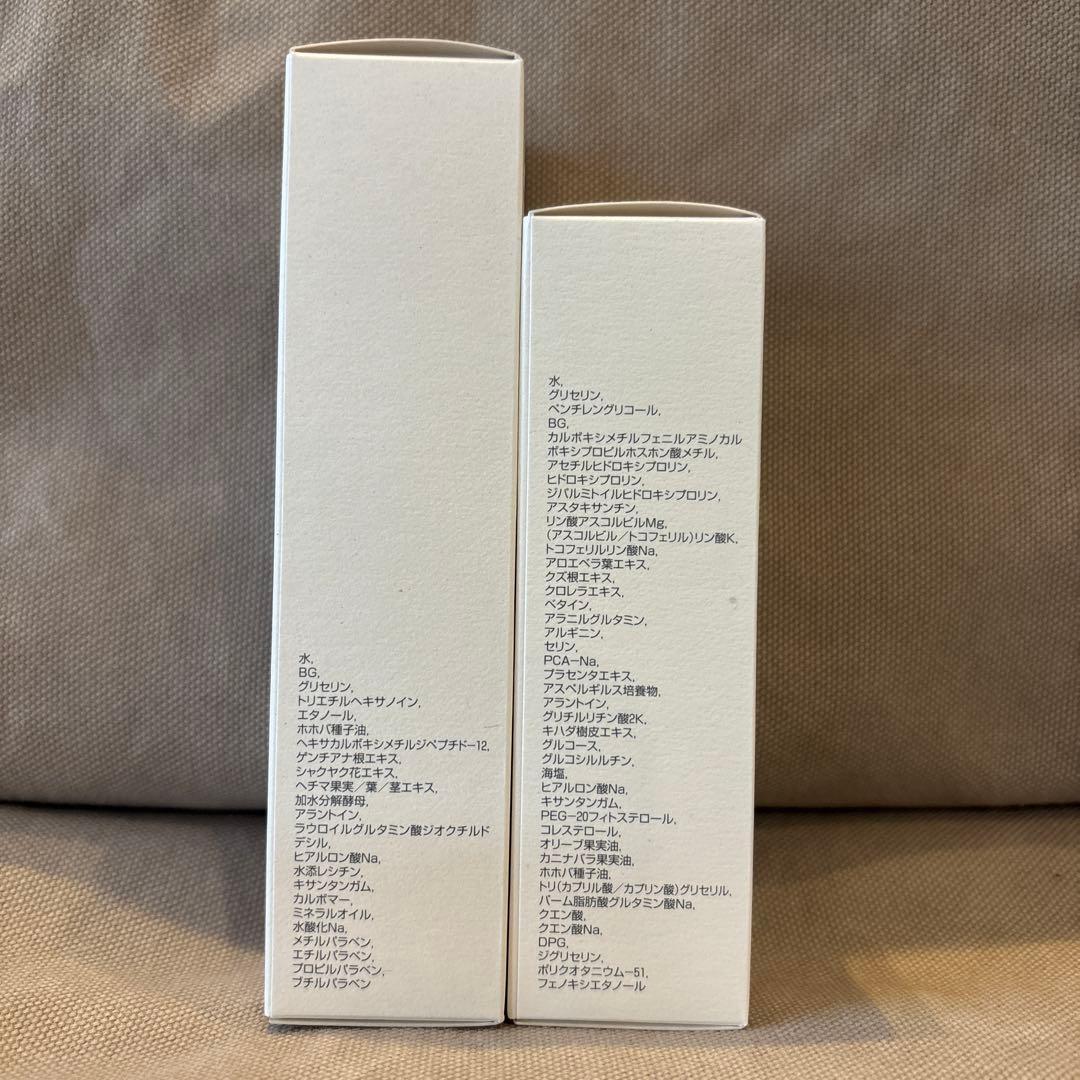 水,
BG,
グリセリン,
トリエチルヘキサノイン,
エタノール,
ホホバ種子油,
ヘキサカルボキシメチルジペプチド-12,
ゲンチアナ根エキス,
シャクヤク花エキス,
ヘチマ果実/葉/茎エキス,
加水分解酵母,
アラントイン,
ラウロイルグルタミン酸ジオクチルド
デシル,
ヒアルロン酸Na,
水添レシチン,
キサンタンガム,
カルボマー,
ミネラルオイル,
水酸化Na,
メチルパラベン,
エチルパラベン,
プロピルパラベン,
ブチルパラベン
水,
グリセリン,
ペンチレングリコール,
BG,
カルボキシメチルフェニルアミノカル
ボキシプロピルホスホン酸メチル,
アセチルヒドロキシプロリン,
ヒドロキシプロリン,
ジパルミトイルヒドロキシプロリン,
アスタキサンチン,
リン酸アスコルビルMg,
(アスコルビル/トコフェリル)リン酸K,
トコフェリルリン酸Na,
アロエベラ葉エキス,
クズ根エキス,
クロレラエキス,
ベタイン,
アラニルグルタミン,
アルギニン,
セリン,
PCA-Na,
プラセンタエキス,
アスペルギルス培養物,
アラントイン,
グリチルリチン酸2K,
キハダ樹皮エキス,
グルコース,
グルコシルルチン,
海塩,
ヒアルロン酸Na,
キサンタンガム,
PEG-20フィトステロール,
コレステロール,
オリーブ果実油,
カニナバラ果実油,
ホホバ種子油,
トリ(カプリル酸/カプリン酸)グリセリル,
パーム脂肪酸グルタミン酸Na,
クエン酸,
クエン酸Na,
DPG,
ジグリセリン,
ポリクオタニウム-51,
フェノキシエタノール